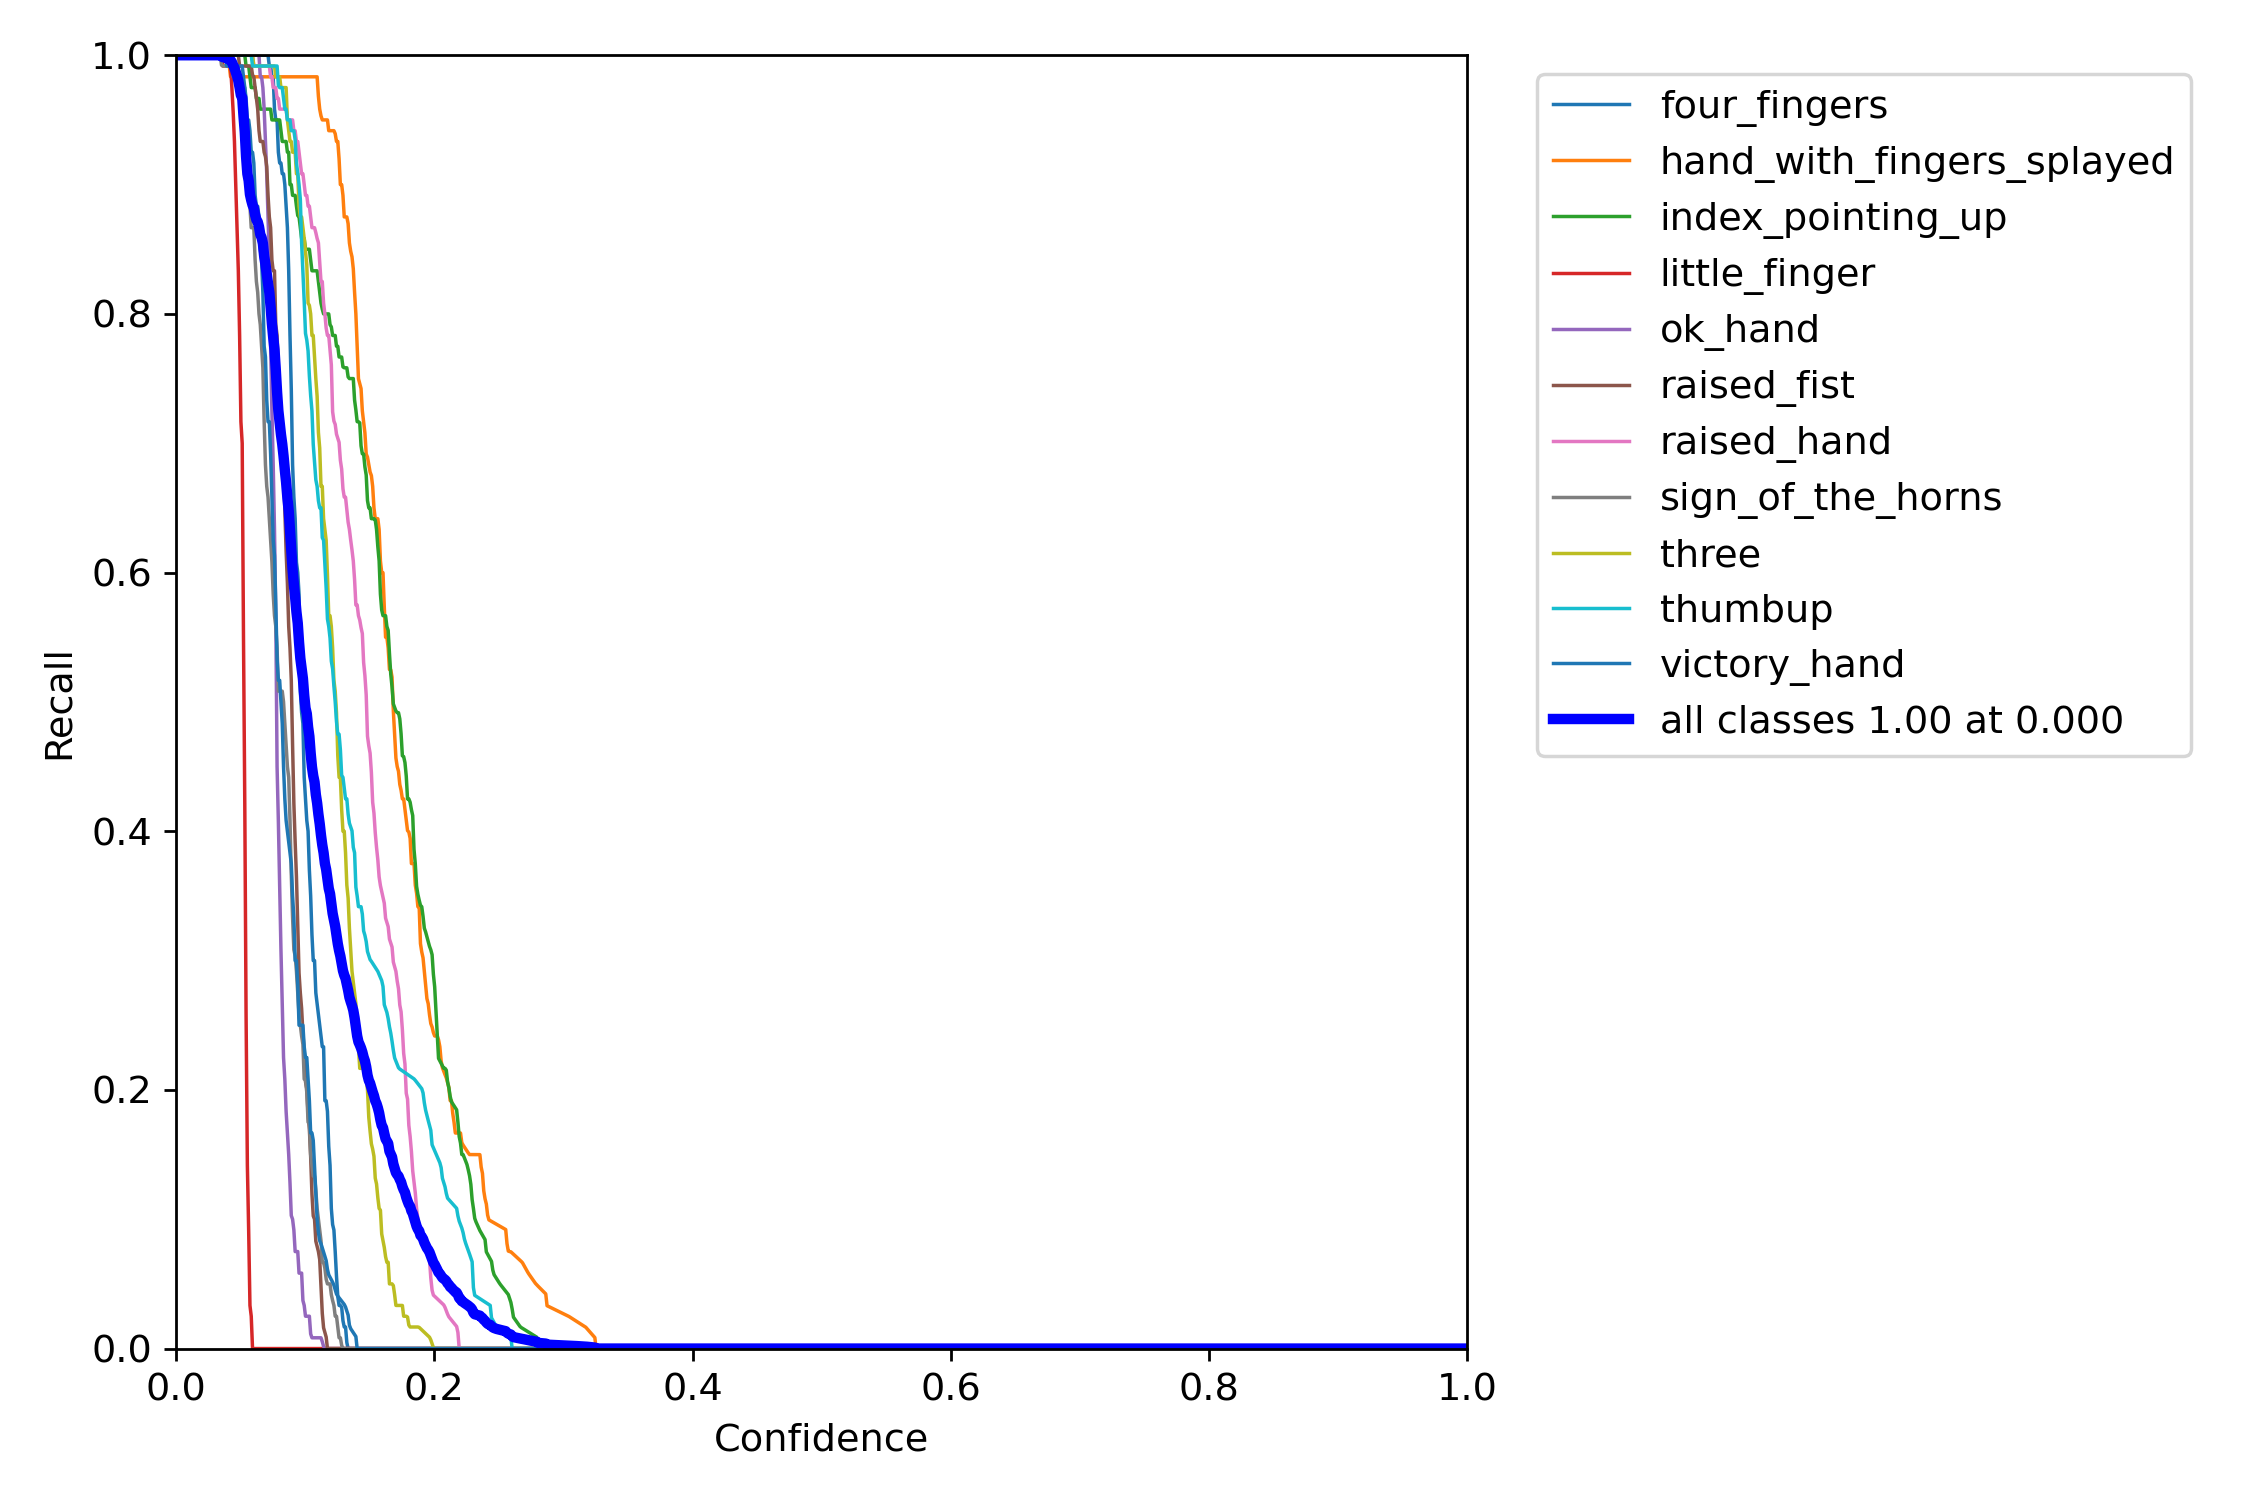 1.0
0.8
0.6
0.4
0.2
0.0
Recall
0.0 0.2 0.4 0.6 0.8 1.0
Confidence
four_fingers
hand_with_fingers_splayed
index_pointing_up
little_finger
ok_hand
raised_fist
raised_hand
sign_of_the_horns
three
thumbup
victory_hand
all classes 1.00 at 0.000